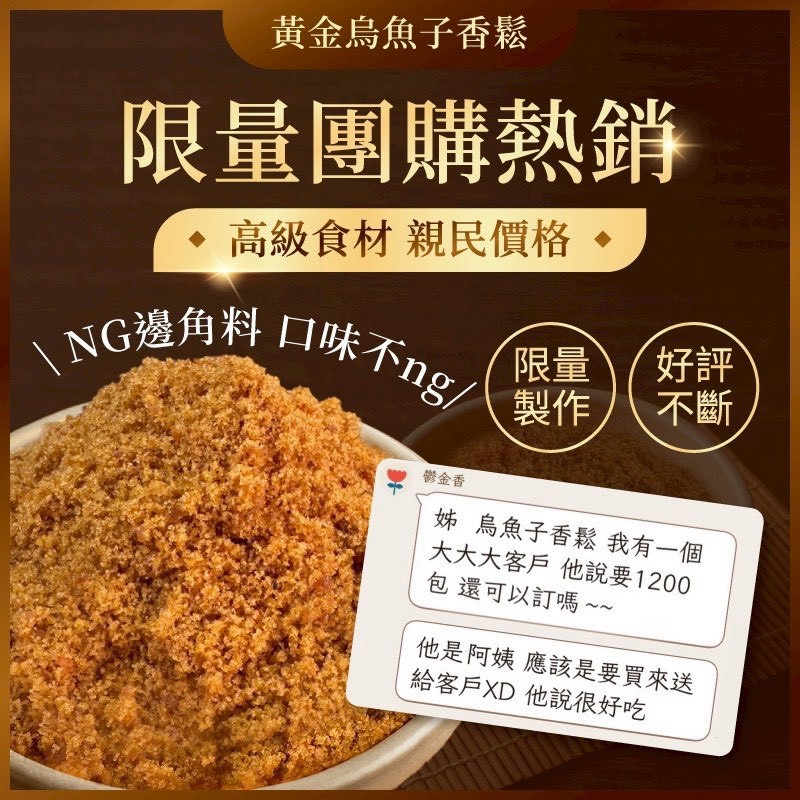 黃金烏魚子香鬆
限量團購熱銷
高級食材 親民價格
\ NG邊角料 口味不ng /
限量
製作
好評
不斷
鬱金香
姊 烏魚子香鬆 我有一個
大大大客戶 他說要1200
包 還可以訂嗎 ~~
他是阿姨 應該是要買來送
給客戶XD 他說很好吃